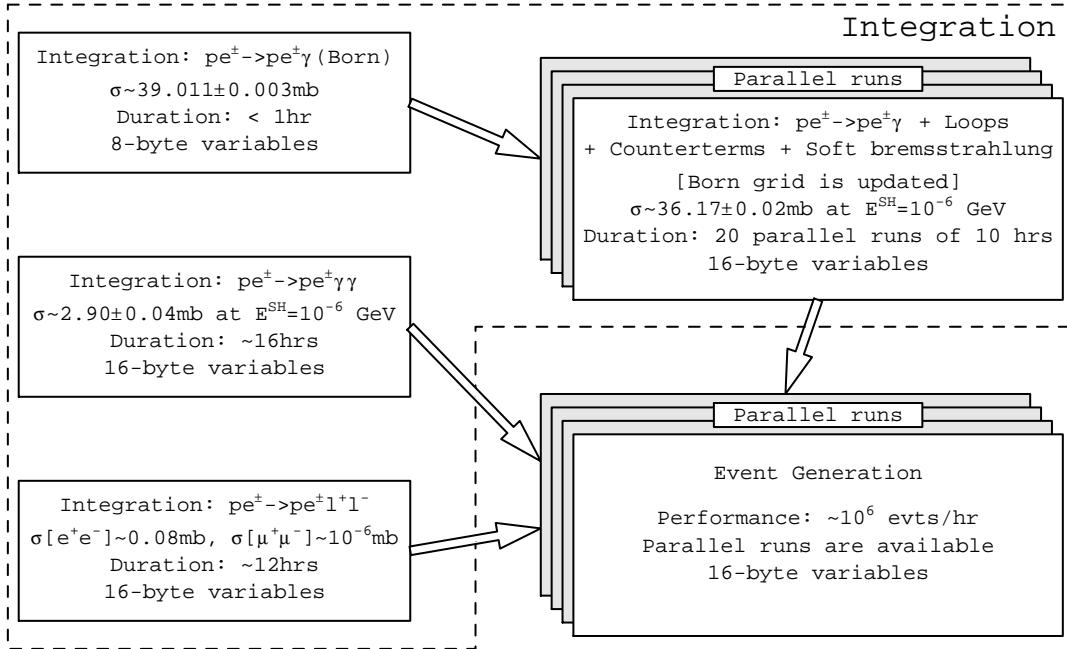 Integration
Integration: pe±->pe±γ(Born)
σ~39.011±0.003mb
Duration: < 1hr
8-byte variables
Parallel runs
Integration: pe±->pe±γ + Loops
+ Counterterms + Soft bremsstrahlung
[Born grid is updated]
σ~36.17±0.02mb at E^SH=10⁻⁶ GeV
Duration: 20 parallel runs of 10 hrs
16-byte variables
Integration: pe±->pe±γγ
σ~2.90±0.04mb at E^SH=10⁻⁶ GeV
Duration: ~16hrs
16-byte variables
Integration: pe±->pe±l⁺l⁻
σ[e⁺e⁻]~0.08mb, σ[μ⁺μ⁻]~10⁻⁶mb
Duration: ~12hrs
16-byte variables
Parallel runs
Event Generation
Performance: ~10⁶ evts/hr
Parallel runs are available
16-byte variables